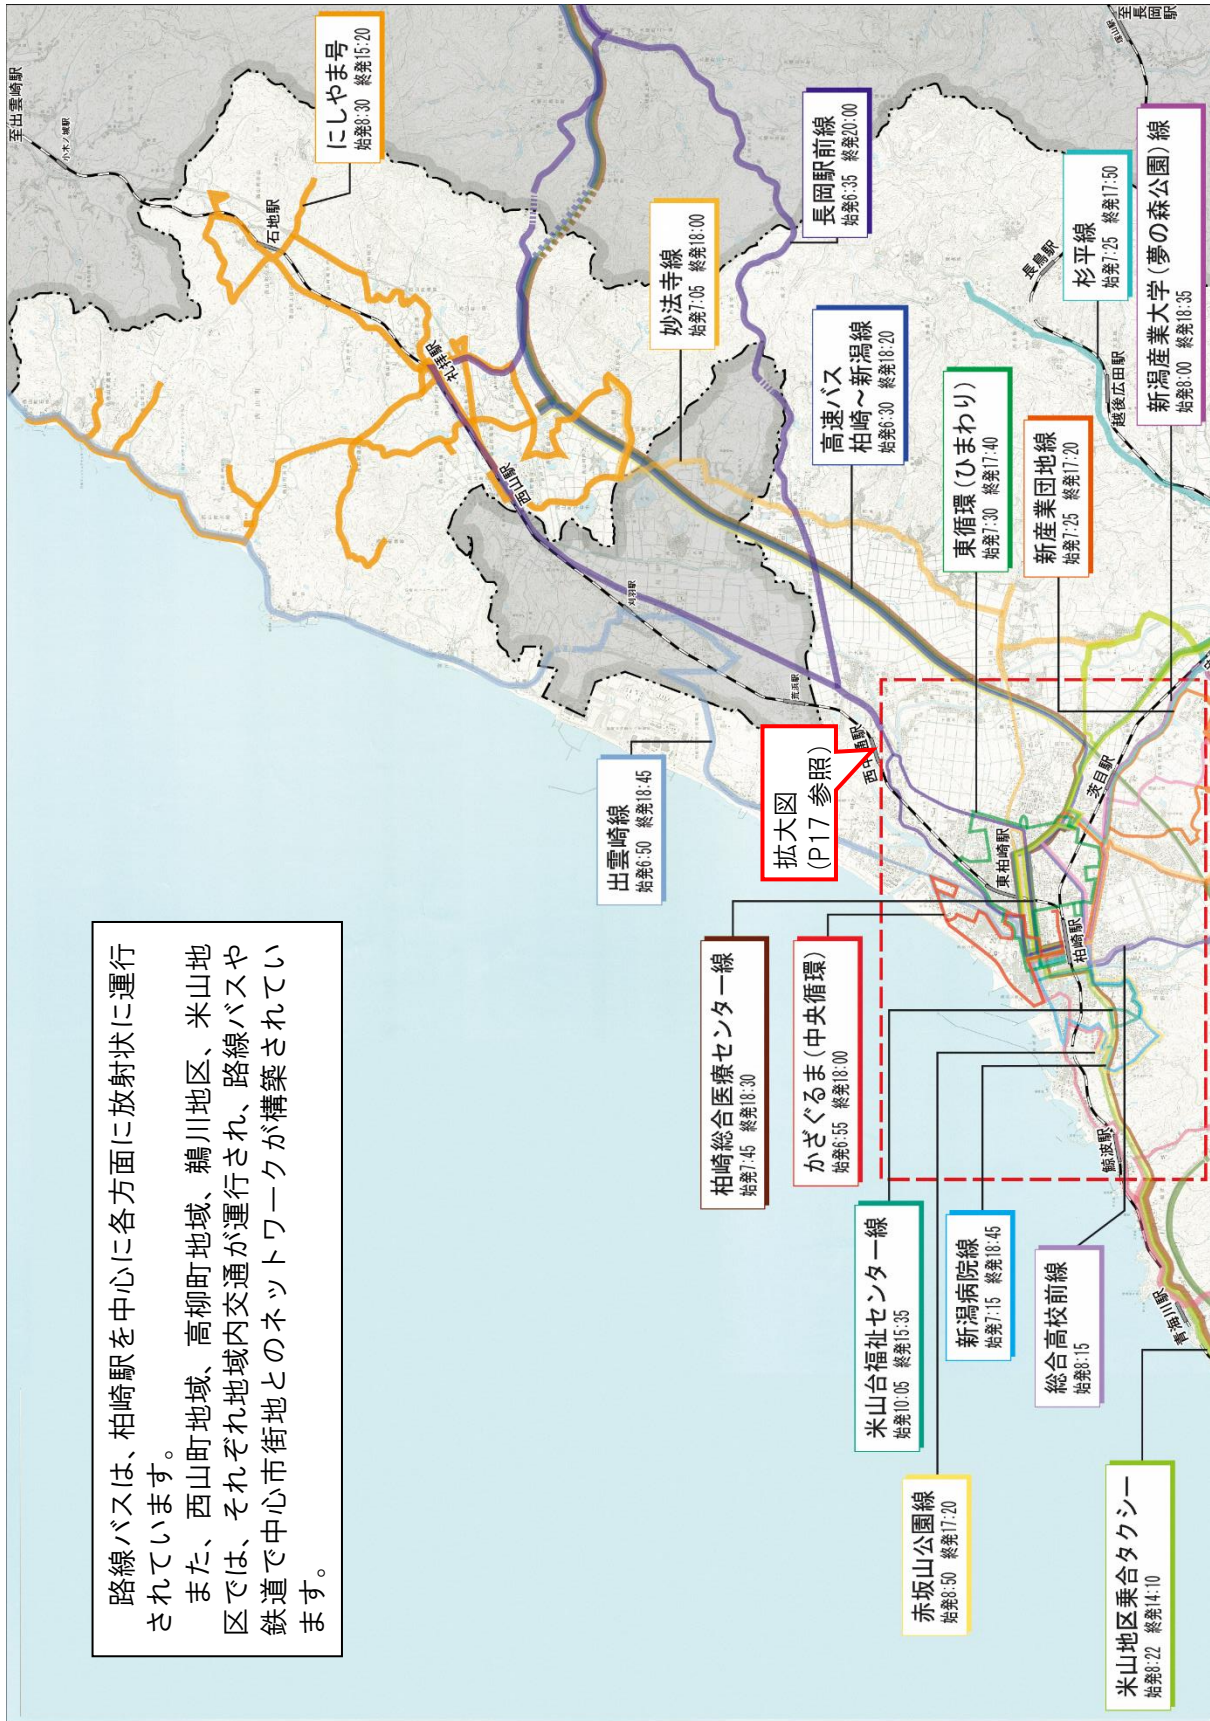 路線バスは、柏崎駅を中心に各方面に放射状に運行
されています。
また、西山町地域、高柳町地域、鵜川地区、米山地
区では、それぞれ地域内交通が運行され、路線バスや
鉄道で中心市街地とのネットワークが構築されてい
ます。
至出雲崎駅
小木ノ城駅
にしやま号
始発8:30 終発15:20
石地駅
礼拝駅
西山駅
刈羽駅
荒浜駅
西中通駅
至長岡駅
長岡駅前線
始発6:35 終発20:00
妙法寺線
始発7:05 終発18:00
高速バス
柏崎～新潟線
始発6:30 終発18:20
長鳥駅
杉平線
始発7:25 終発17:50
越後広田駅
新潟産業大学(夢の森公園)線
始発8:00 終発18:35
東循環(ひまわり)
始発7:30 終発17:40
新産業団地線
始発7:25 終発17:20
出雲崎線
始発6:50 終発18:45
拡大図
(P17 参照)
東柏崎駅
茨目駅
柏崎駅
鯨波駅
青海川駅
柏崎総合医療センター線
始発7:45 終発18:30
かざぐるま(中央循環)
始発6:55 終発18:00
米山台福祉センター線
始発10:05 終発15:35
赤坂山公園線
始発8:50 終発17:20
新潟病院線
始発7:15 終発18:45
総合高校前線
始発8:15
米山地区乗合タクシー
始発8:22 終発14:10